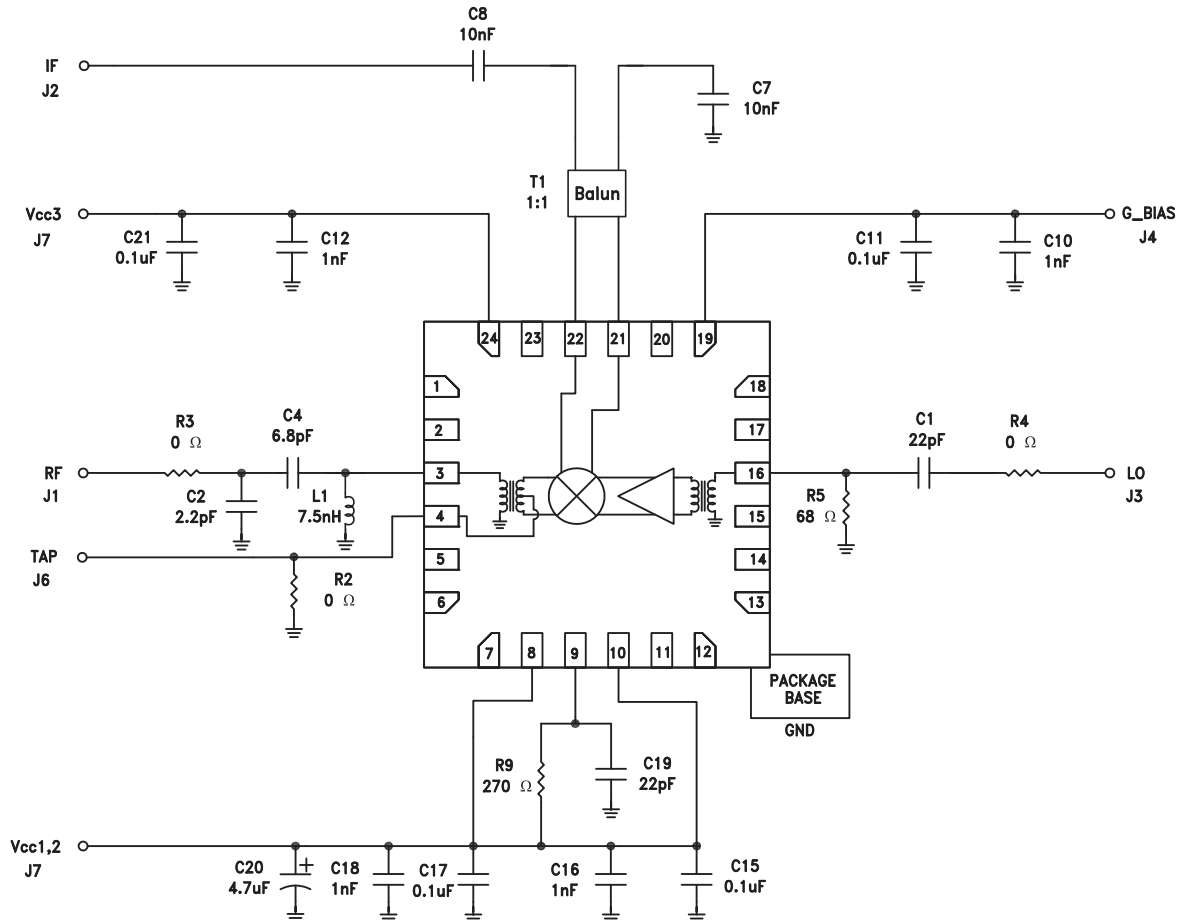 C8
10nF
IF
J2
C7
10nF
T1
1:1
Balun
Vcc3
J7
C21
0.1uF
C12
1nF
C11
0.1uF
C10
1nF
G_BIAS
J4
24
23
22
21
20
19
1
2
3
4
5
6
18
17
16
15
14
13
7
8
9
10
11
12
RF
J1
R3
0 Ω
C4
6.8pF
C2
2.2pF
L1
7.5nH
TAP
J6
R2
0 Ω
C1
22pF
R4
0 Ω
R5
68 Ω
LO
J3
PACKAGE
BASE
GND
R9
270 Ω
C19
22pF
Vcc1,2
J7
C20
4.7uF
+
C18
1nF
C17
0.1uF
C16
1nF
C15
0.1uF